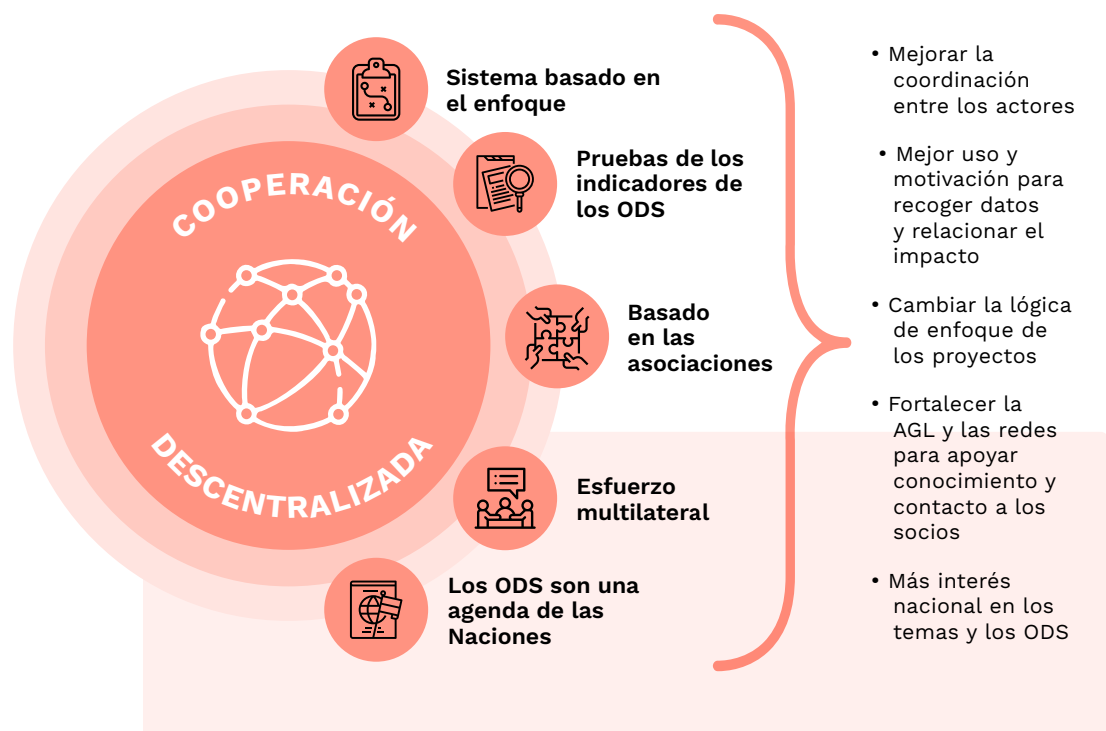 COOPERACIÓN
DESCENTRALIZADA
Sistema basado en
el enfoque
Pruebas de los
indicadores de
los ODS
Basado
en las
asociaciones
Esfuerzo
multilateral
Los ODS son una
agenda de las
Naciones
• Mejorar la
coordinación
entre los actores
• Mejor uso y
motivación para
recoger datos
y relacionar el
impacto
• Cambiar la lógica
de enfoque de
los proyectos
• Fortalecer la
AGL y las redes
para apoyar
conocimiento y
contacto a los
socios
• Más interés
nacional en los
temas y los ODS